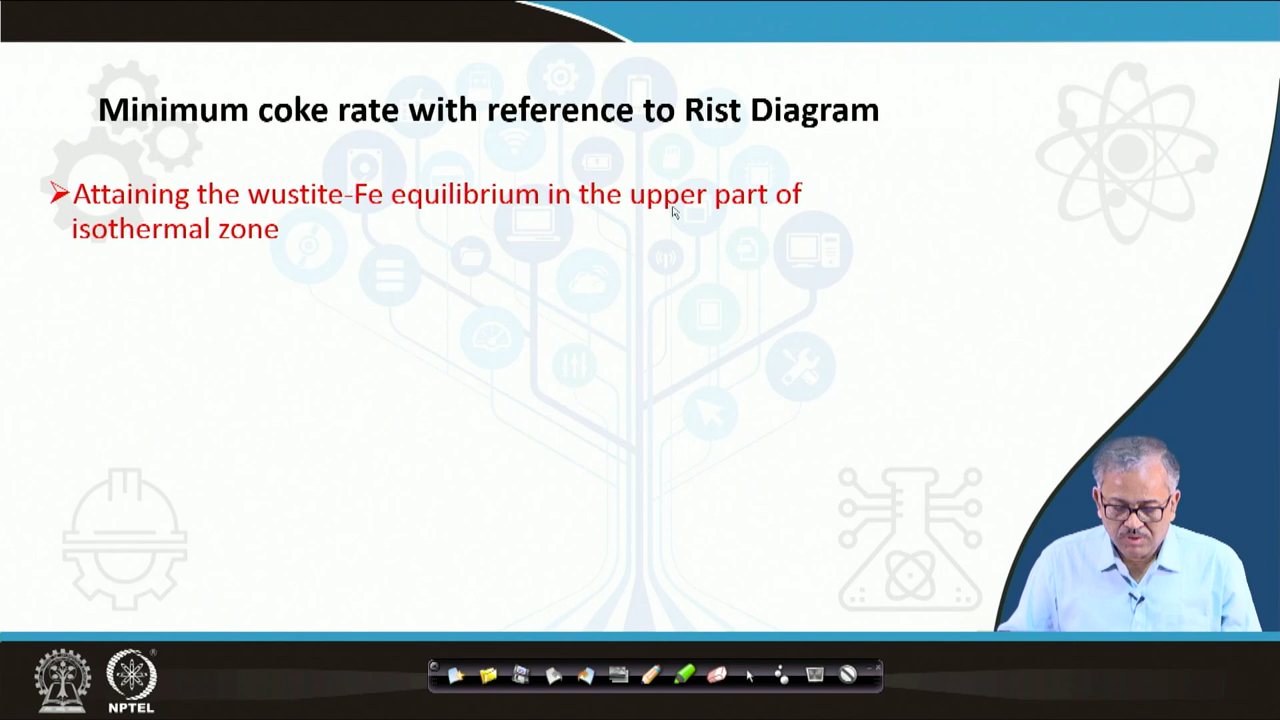 Minimum coke rate with reference to Rist Diagram
Attaining the wustite-Fe equilibrium in the upper part of
isothermal zone
NPTEL